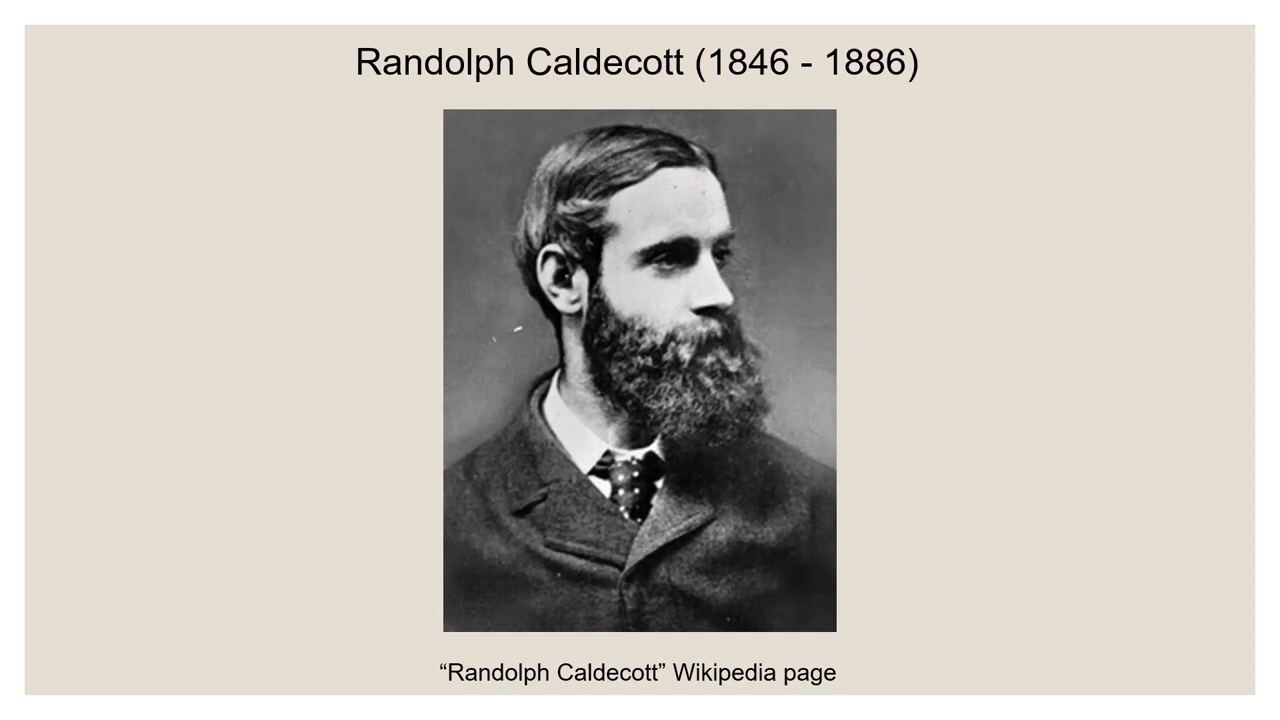 Randolph Caldecott (1846 - 1886)
“Randolph Caldecott” Wikipedia page